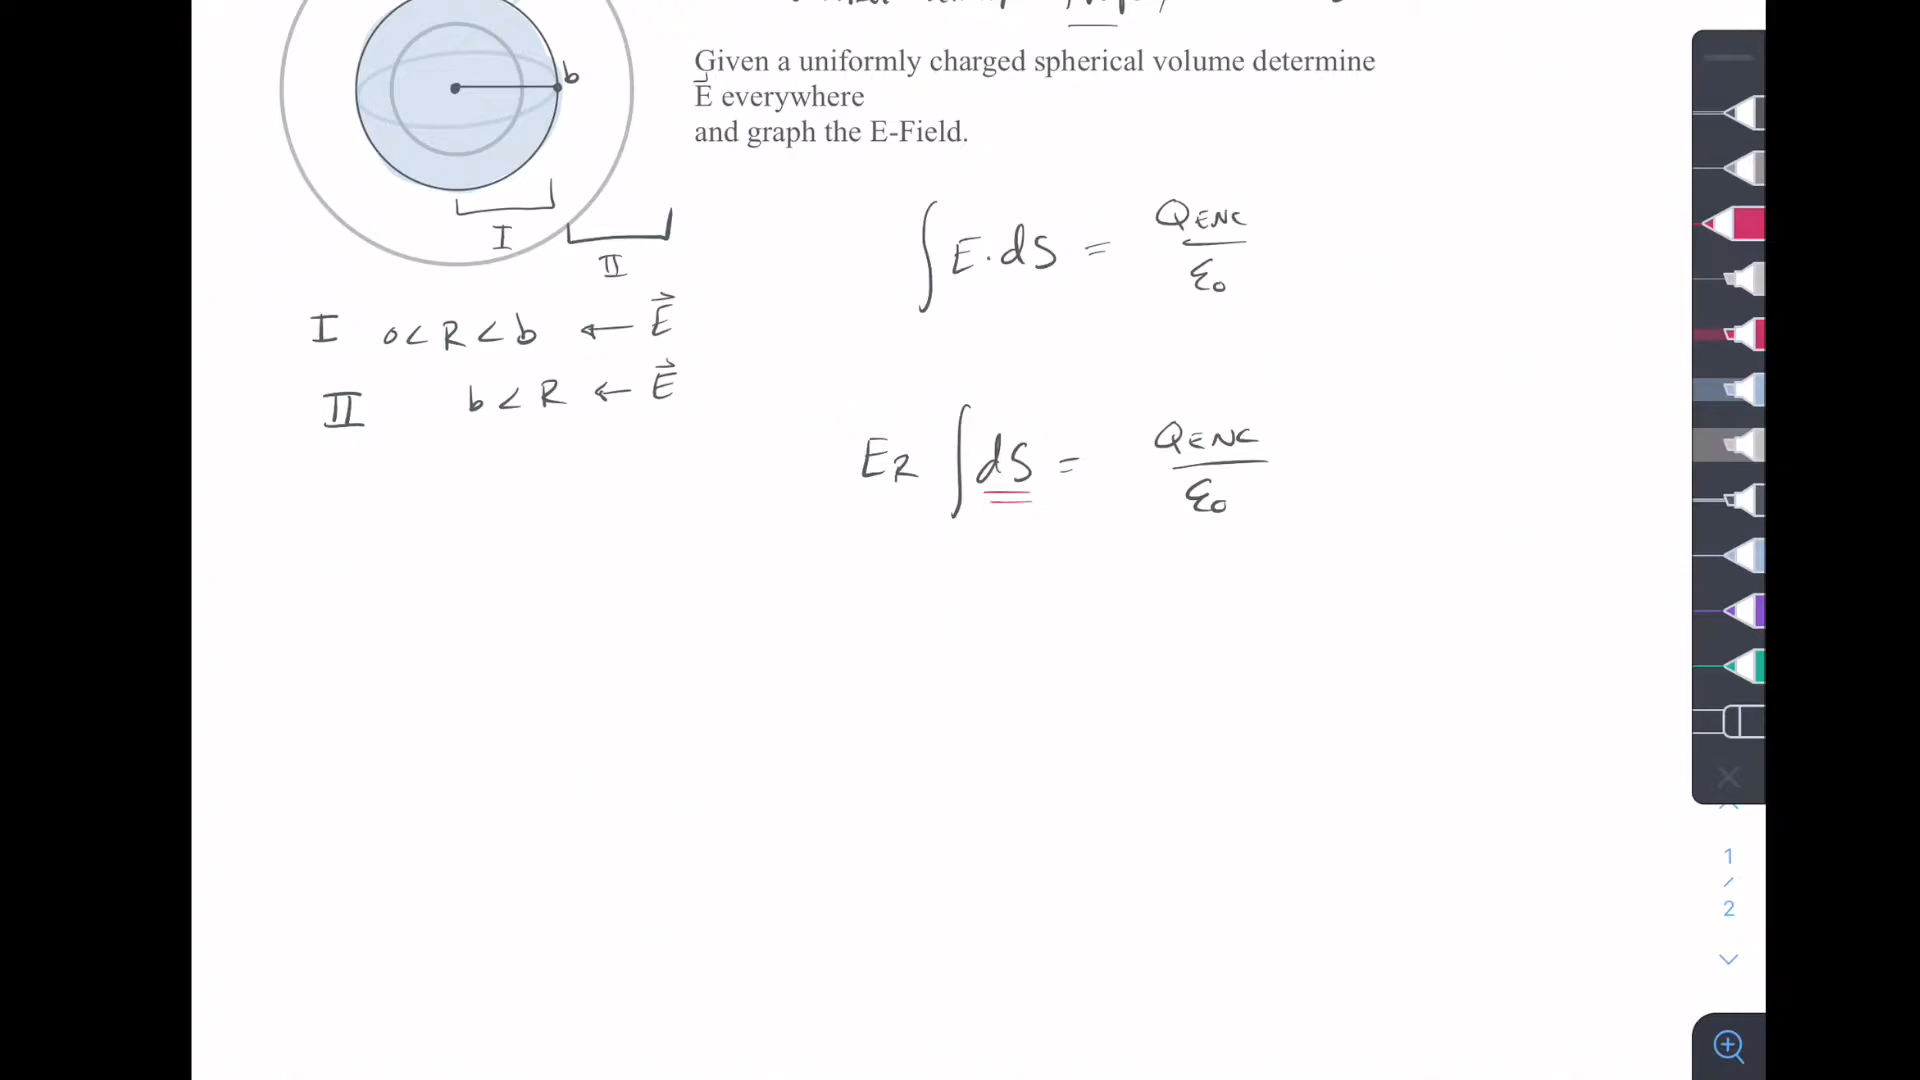 b
Given a uniformly charged spherical volume determine
E⃗ everywhere
and graph the E-Field.
I
II
∫ E · dS = QENC / ε₀
I 0 < R < b ← E⃗
II b < R ← E⃗
E_R ∫ dS = QENC / ε₀
1
/
2